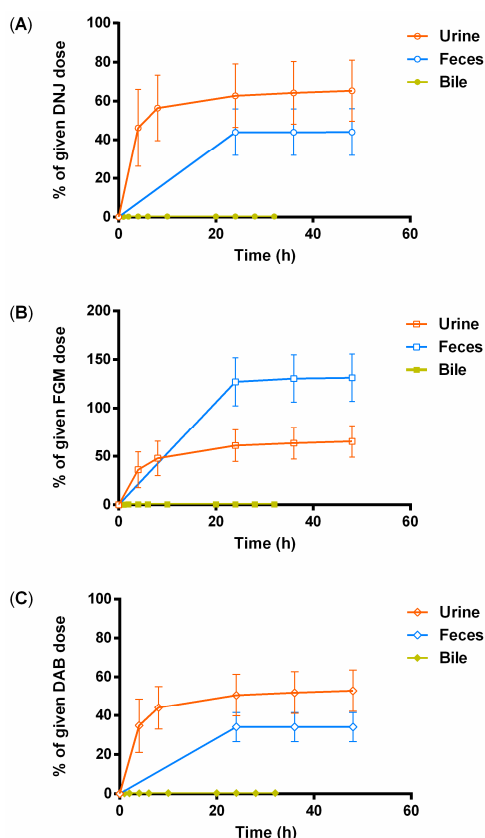 (A)
% of given DNJ dose
100
80
60
40
20
0
0 20 40 60
Time (h)
Urine
Feces
Bile
(B)
% of given FGM dose
200
150
100
50
0
0 20 40 60
Time (h)
Urine
Feces
Bile
(C)
% of given DAB dose
100
80
60
40
20
0
0 20 40 60
Time (h)
Urine
Feces
Bile